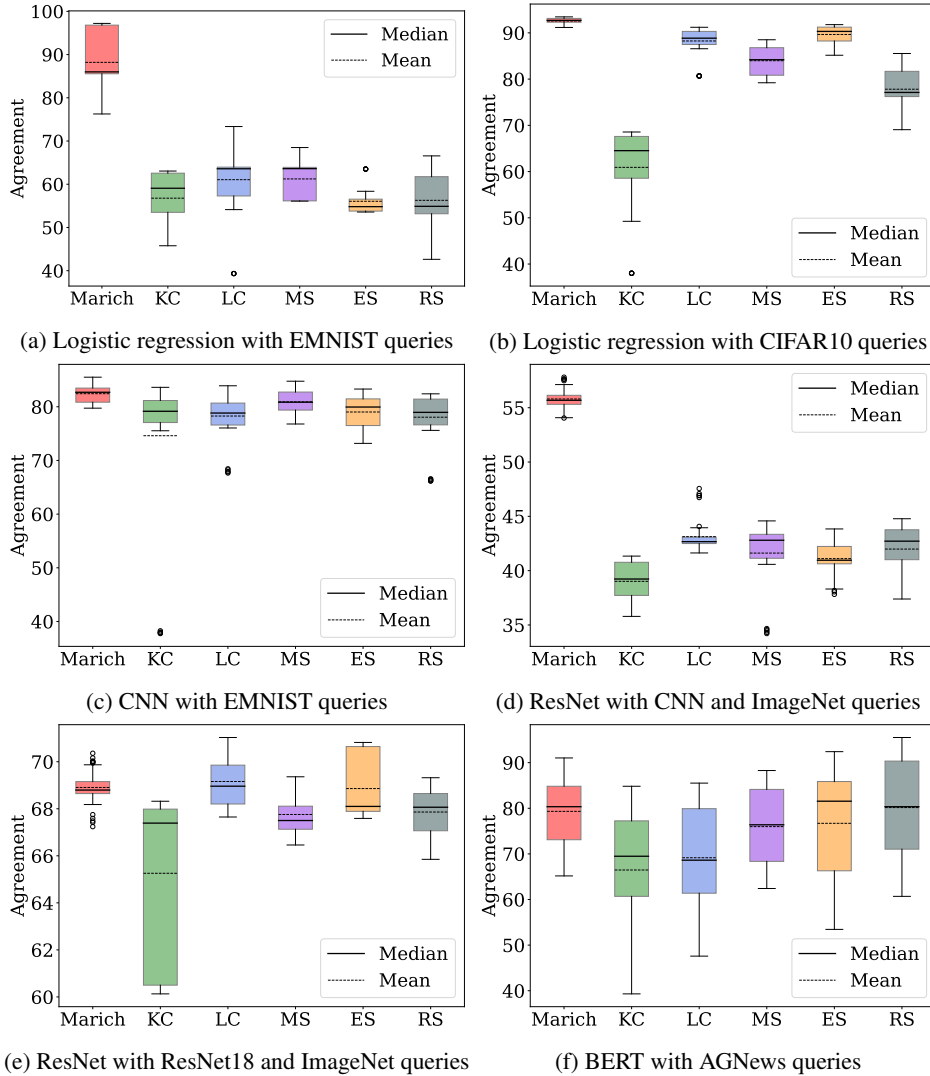 100
90
80
70
60
50
40
Agreement
Median
Mean
Marich KC LC MS ES RS
(a) Logistic regression with EMNIST queries
90
80
70
60
50
40
Agreement
Median
Mean
Marich KC LC MS ES RS
(b) Logistic regression with CIFAR10 queries
80
70
60
50
40
Agreement
Median
Mean
Marich KC LC MS ES RS
(c) CNN with EMNIST queries
55
50
45
40
35
Agreement
Median
Mean
Marich KC LC MS ES RS
(d) ResNet with CNN and ImageNet queries
70
68
66
64
62
60
Agreement
Median
Mean
Marich KC LC MS ES RS
(e) ResNet with ResNet18 and ImageNet queries
90
80
70
60
50
40
Agreement
Median
Mean
Marich KC LC MS ES RS
(f) BERT with AGNews queries